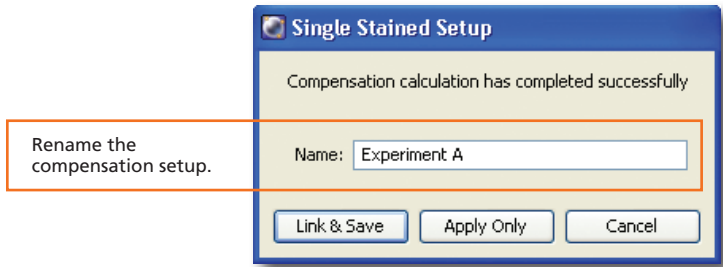 Single Stained Setup
Compensation calculation has completed successfully
Rename the
compensation setup.
Name: Experiment A
Link & Save Apply Only Cancel